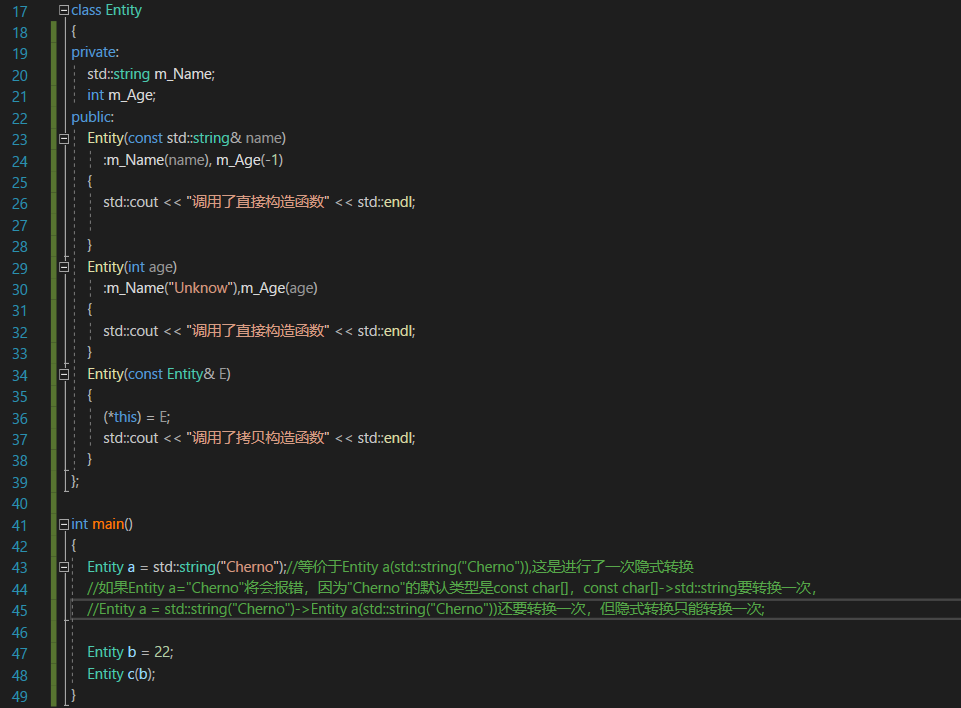 17 class Entity
18 {
19 private:
20 std::string m_Name;
21 int m_Age;
22 public:
23 Entity(const std::string& name)
24 :m_Name(name), m_Age(-1)
25 {
26 std::cout << "调用了直接构造函数" << std::endl;
27
28 }
29 Entity(int age)
30 :m_Name("Unknow"),m_Age(age)
31 {
32 std::cout << "调用了直接构造函数" << std::endl;
33 }
34 Entity(const Entity& E)
35 {
36 (*this) = E;
37 std::cout << "调用了拷贝构造函数" << std::endl;
38 }
39 };
40
41 int main()
42 {
43 Entity a = std::string("Cherno");//等价于Entity a(std::string("Cherno")),这是进行了一次隐式转换
44 //如果Entity a="Cherno"将会报错，因为"Cherno"的默认类型是const char[]，const char[]->std::string要转换一次，
45 //Entity a = std::string("Cherno")->Entity a(std::string("Cherno"))还要转换一次，但隐式转换只能转换一次;
46
47 Entity b = 22;
48 Entity c(b);
49 }